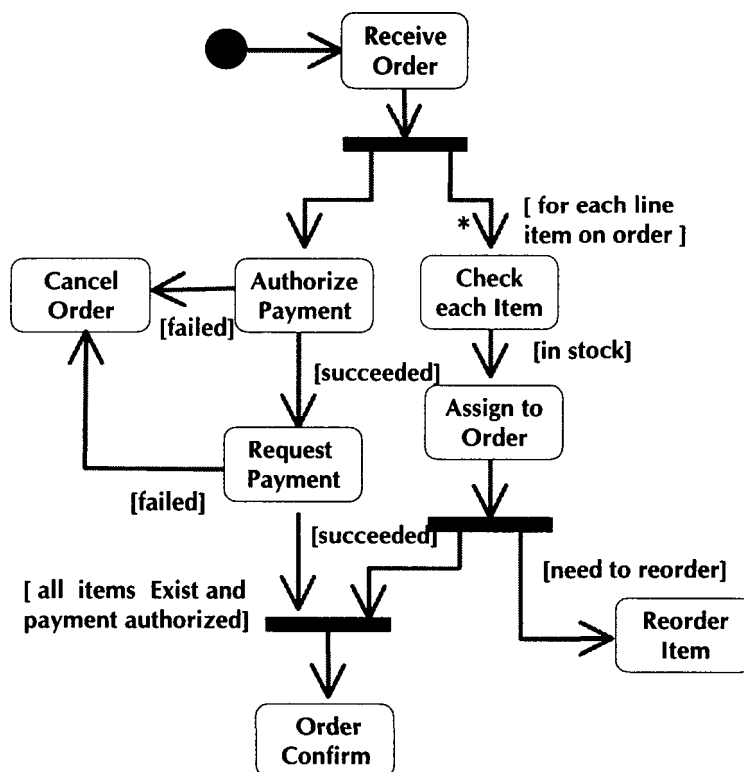 Receive
Order
[ for each line
item on order ]
*
Cancel
Order
Authorize
Payment
Check
each Item
[failed]
[in stock]
[succeeded]
Assign to
Order
Request
Payment
[failed]
[succeeded]
[need to reorder]
[ all items Exist and
payment authorized]
Reorder
Item
Order
Confirm